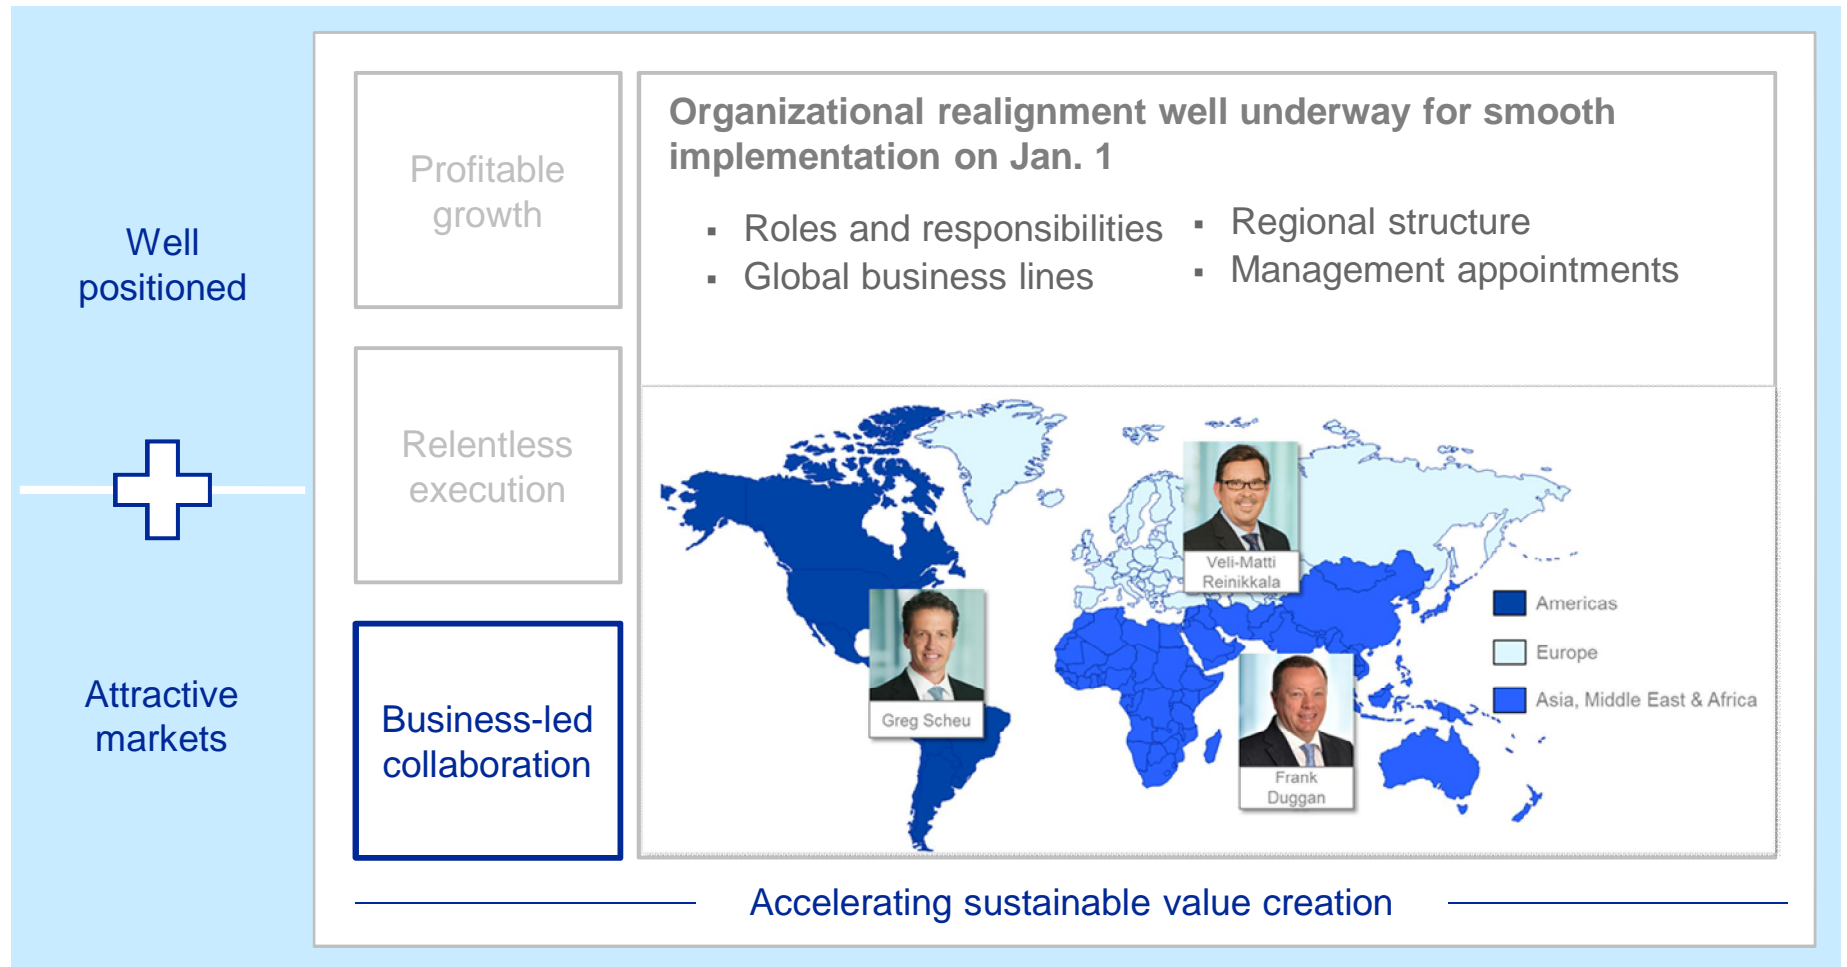 Well
positioned
Attractive
markets
Profitable
growth
Relentless
execution
Business-led
collaboration
Organizational realignment well underway for smooth
implementation on Jan. 1
▪ Roles and responsibilities
▪ Global business lines
▪ Regional structure
▪ Management appointments
Veli-Matti
Reinikkala
Greg Scheu
Frank
Duggan
Americas
Europe
Asia, Middle East & Africa
Accelerating sustainable value creation